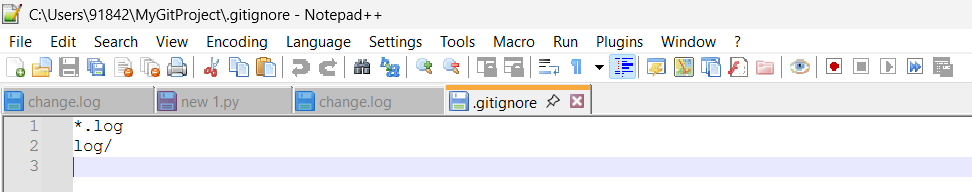 C:\Users\91842\MyGitProject\.gitignore - Notepad++
File Edit Search View Encoding Language Settings Tools Macro Run Plugins Window ?
change.log new 1.py change.log .gitignore
1 *.log
2 log/
3